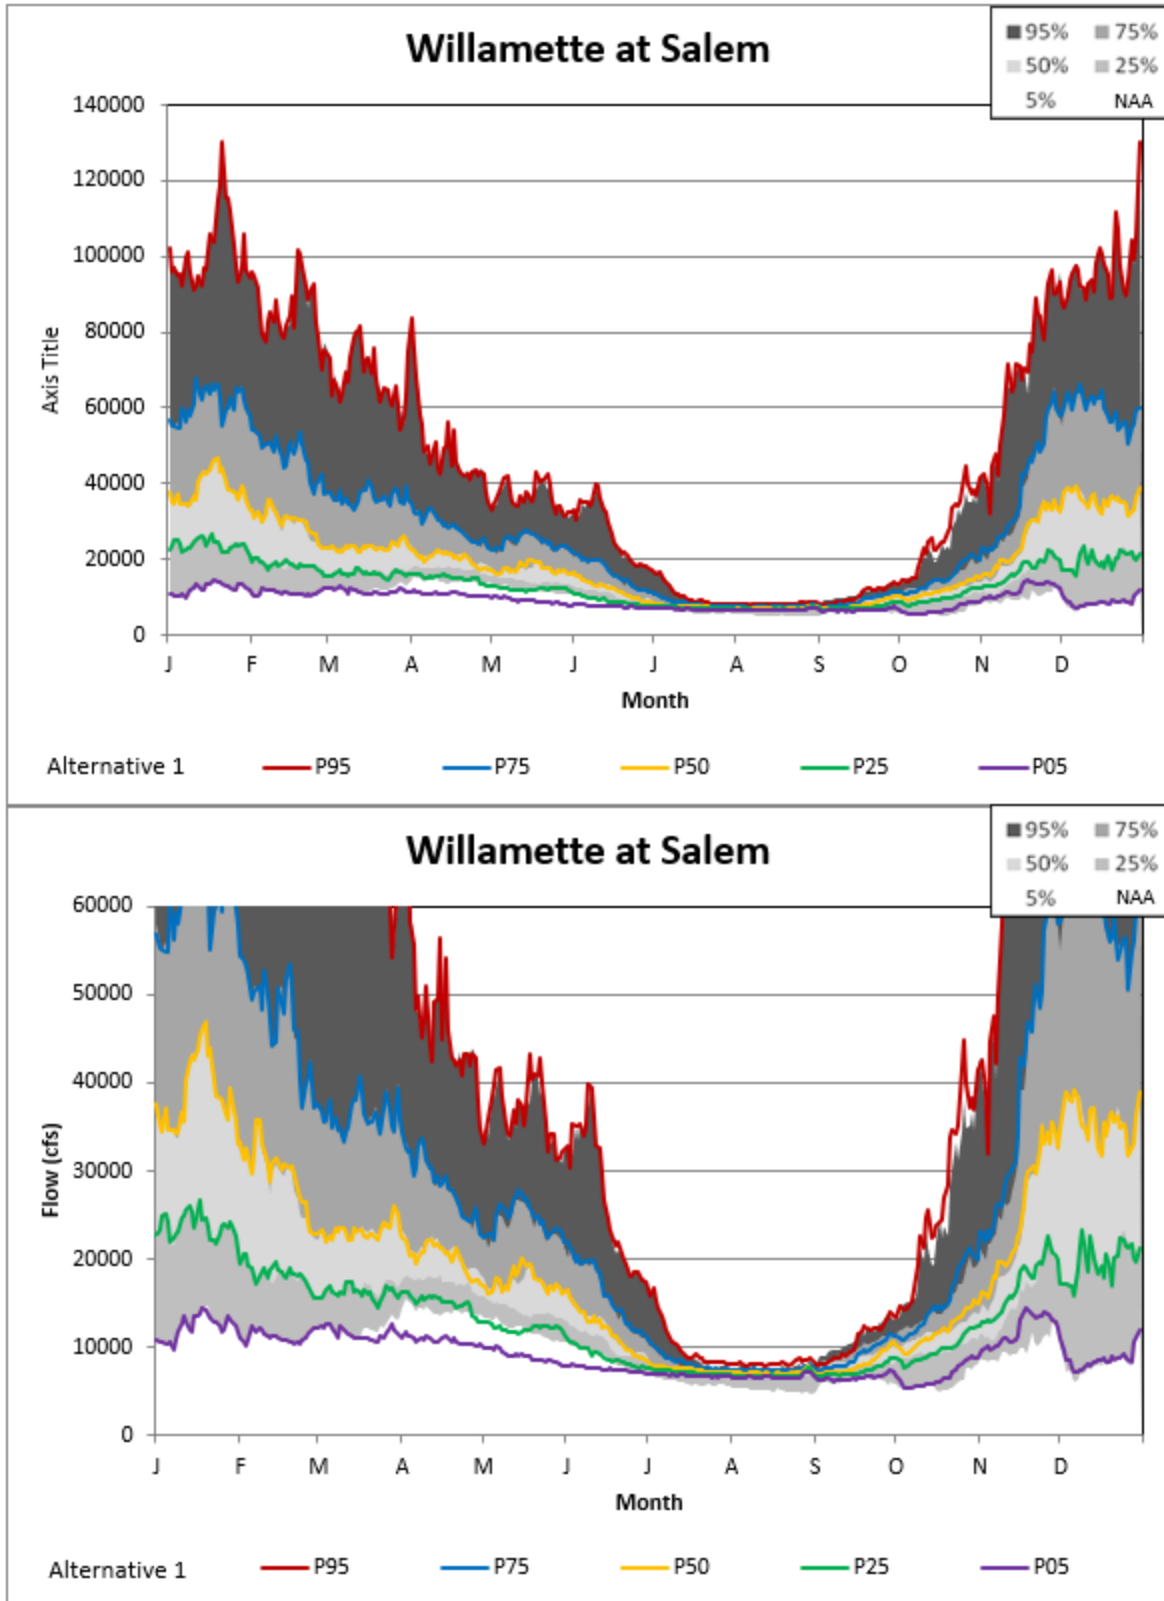 Willamette at Salem
95% 75%
50% 25%
5% NAA
140000
120000
100000
80000
60000
40000
20000
0
Axis Title
J F M A M J J A S O N D
Month
Alternative 1 P95 P75 P50 P25 P05
Willamette at Salem
95% 75%
50% 25%
5% NAA
60000
50000
40000
30000
20000
10000
0
Flow (cfs)
J F M A M J J A S O N D
Month
Alternative 1 P95 P75 P50 P25 P05